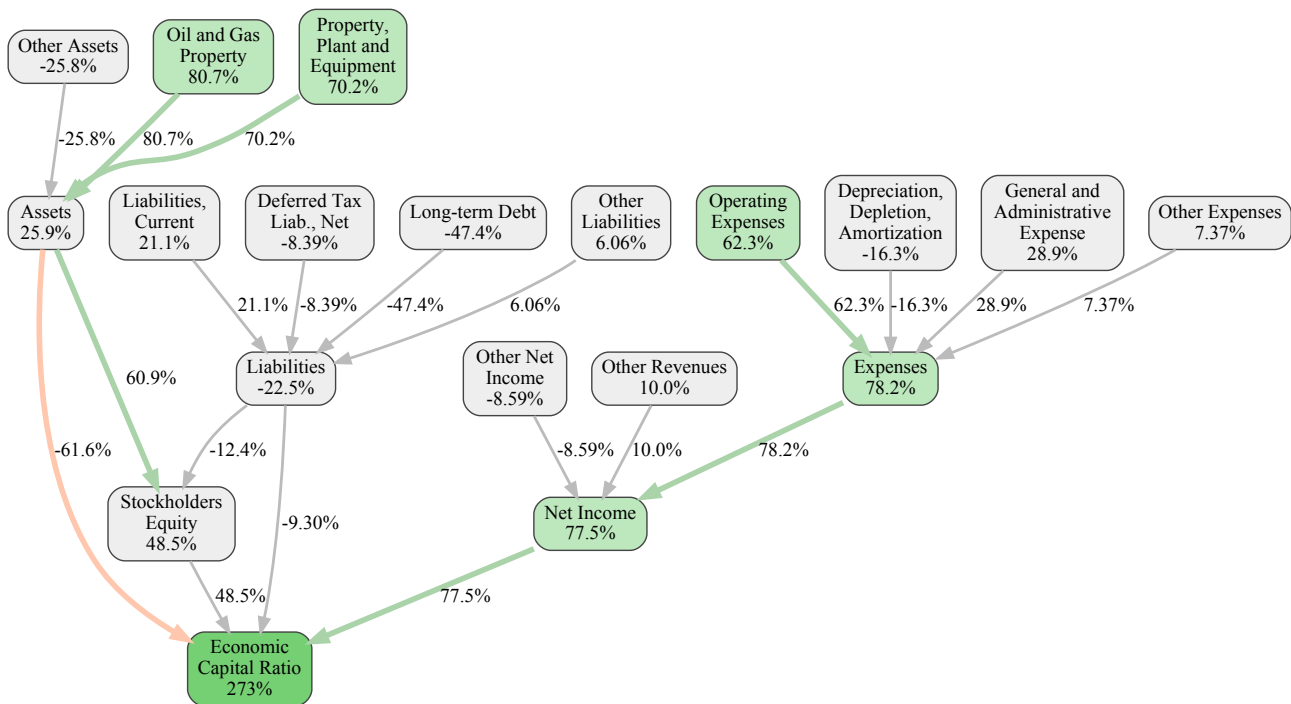 Other Assets
-25.8%
Oil and Gas
Property
80.7%
Property,
Plant and
Equipment
70.2%
-25.8%
80.7%
70.2%
Assets
25.9%
Liabilities,
Current
21.1%
Deferred Tax
Liab., Net
-8.39%
Long-term Debt
-47.4%
Other
Liabilities
6.06%
Operating
Expenses
62.3%
Depreciation,
Depletion,
Amortization
-16.3%
General and
Administrative
Expense
28.9%
Other Expenses
7.37%
21.1%
-8.39%
-47.4%
6.06%
62.3%
-16.3%
28.9%
7.37%
60.9%
Liabilities
-22.5%
Other Net
Income
-8.59%
Other Revenues
10.0%
Expenses
78.2%
-61.6%
-12.4%
-8.59%
10.0%
78.2%
Stockholders
Equity
48.5%
-9.30%
Net Income
77.5%
48.5%
77.5%
Economic
Capital Ratio
273%